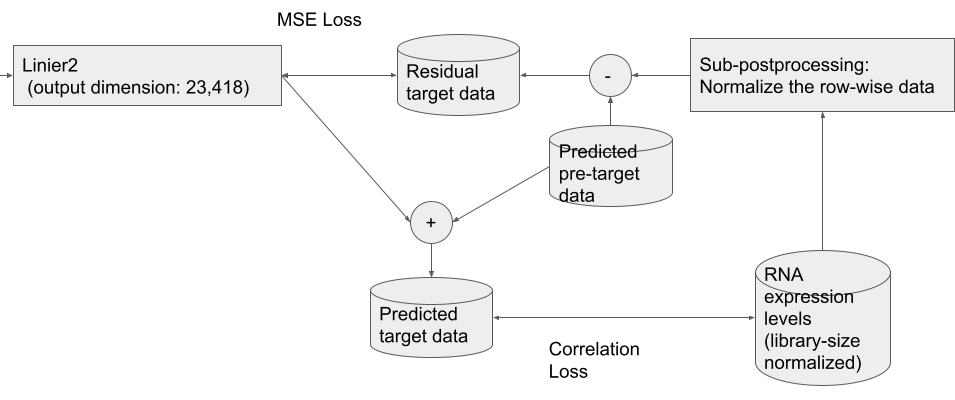 MSE Loss
Linier2
(output dimension: 23,418)
Residual
target data
-
Sub-postprocessing:
Normalize the row-wise data
Predicted
pre-target
data
+
Predicted
target data
RNA
expression
levels
(library-size
normalized)
Correlation
Loss